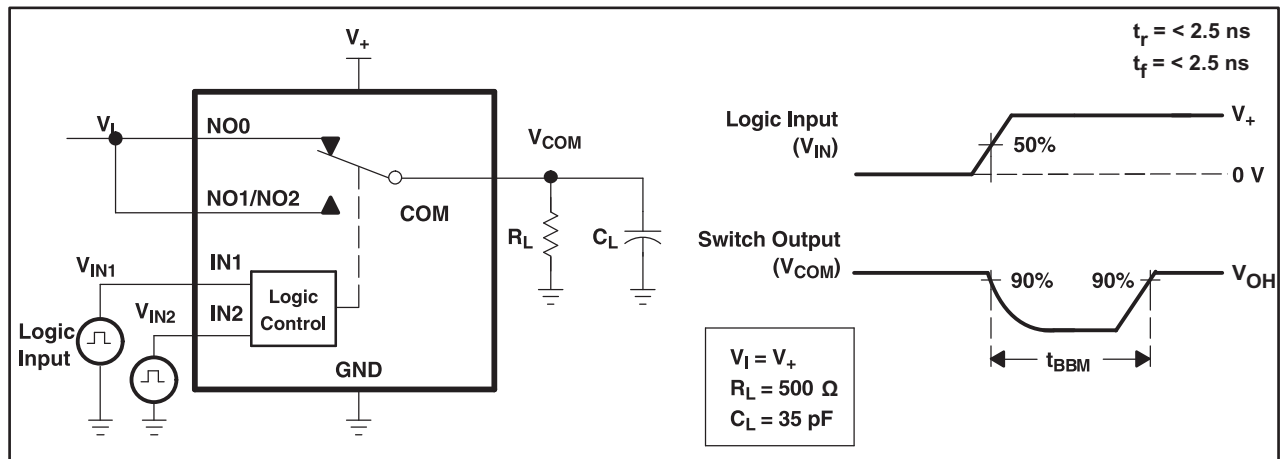 V+
VI
NO0
NO1/NO2
COM
VCOM
RL
CL
VIN1
IN1
VIN2
IN2
Logic
Control
Logic
Input
GND
tr = < 2.5 ns
tf = < 2.5 ns
Logic Input
(VIN)
50%
V+
0 V
Switch Output
(VCOM)
90%
90%
VOH
tBBM
VI = V+
RL = 500 Ω
CL = 35 pF